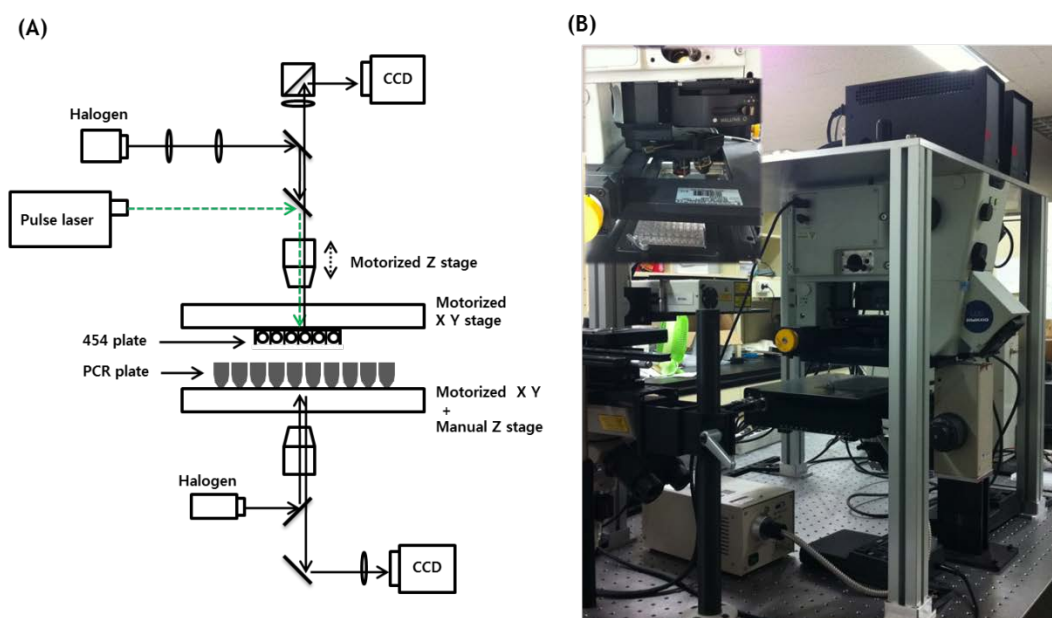 (A)
CCD
Halogen
Pulse laser
Motorized Z stage
Motorized
X Y stage
454 plate
PCR plate
Motorized X Y
+
Manual Z stage
Halogen
CCD
(B)